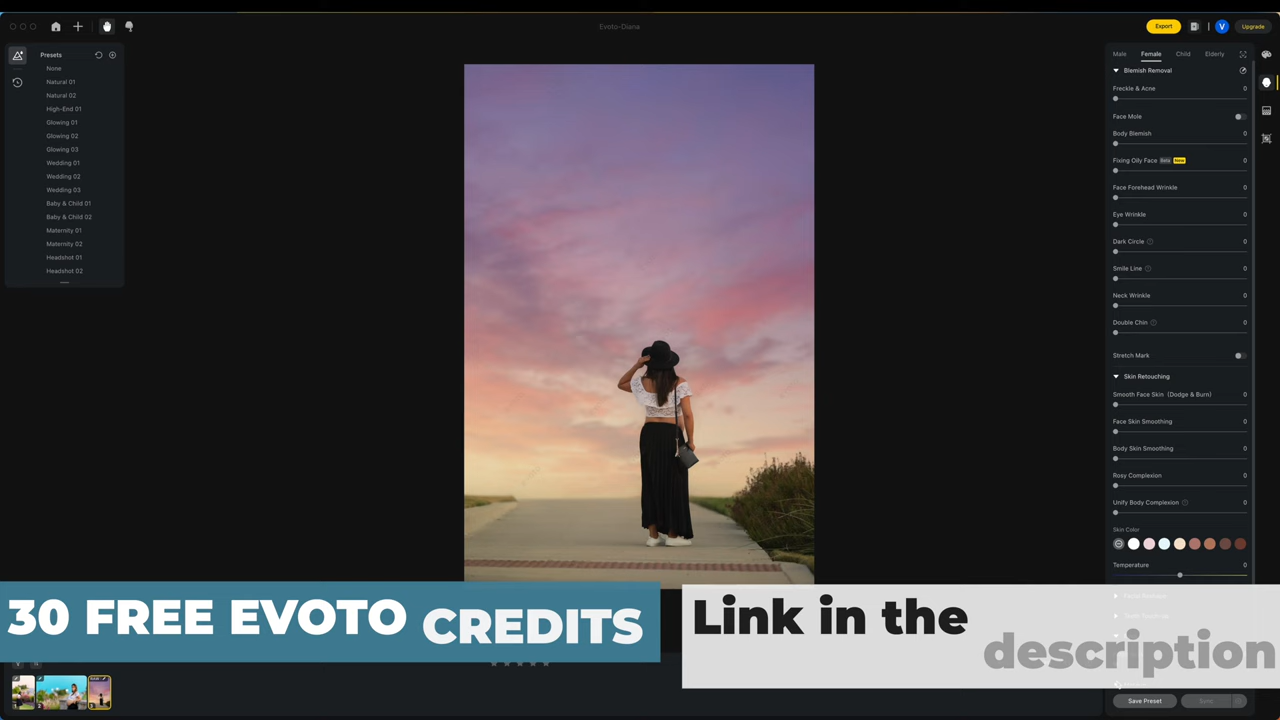 Evoto-Diana
Export
V
Upgrade
Presets
None
Natural 01
Natural 02
High-End 01
Glowing 01
Glowing 02
Glowing 03
Wedding 01
Wedding 02
Wedding 03
Baby & Child 01
Baby & Child 02
Maternity 01
Maternity 02
Headshot 01
Headshot 02
Male Female Child Elderly
Blemish Removal
Freckle & Acne 0
Face Mole
Body Blemish 0
Fixing Oily Face Beta New 0
Face Forehead Wrinkle 0
Eye Wrinkle 0
Dark Circle 0
Smile Line 0
Neck Wrinkle 0
Double Chin 0
Stretch Mark
Skin Retouching
Smooth Face Skin (Dodge & Burn) 0
Face Skin Smoothing 0
Body Skin Smoothing 0
Rosy Complexion 0
Unify Body Complexion 0
Skin Color
Temperature 0
30 FREE EVOTO CREDITS
Link in the
description
1
2
3
Save Preset
Sync